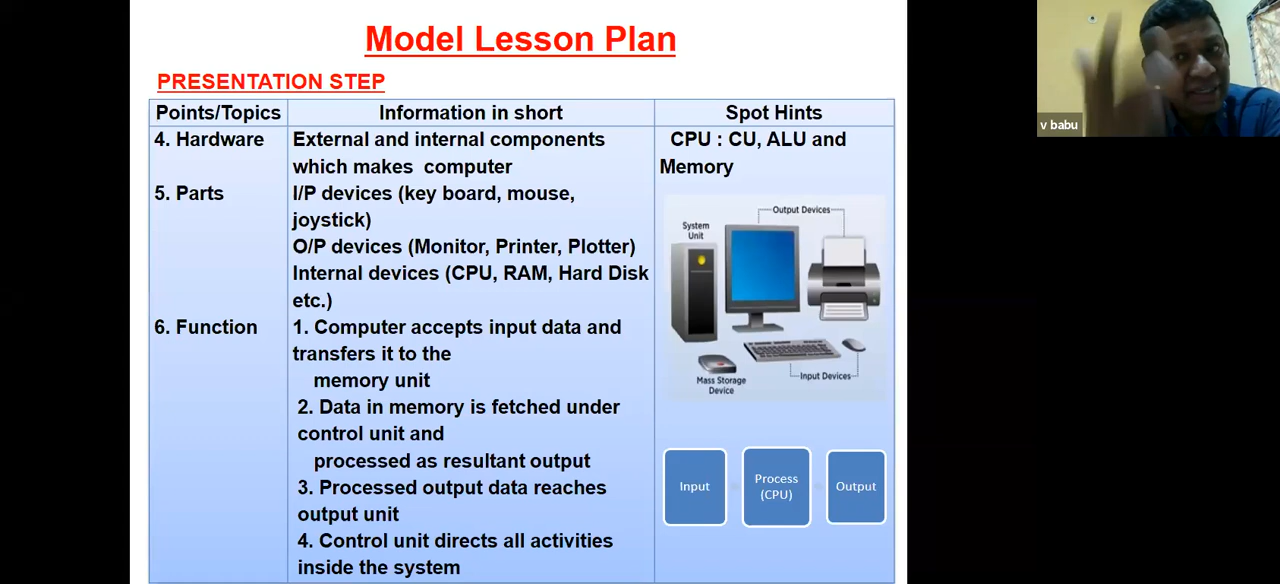 Model Lesson Plan
PRESENTATION STEP
Points/Topics
Information in short
Spot Hints
4. Hardware
External and internal components
which makes computer
CPU : CU, ALU and
Memory
5. Parts
I/P devices (key board, mouse,
joystick)
O/P devices (Monitor, Printer, Plotter)
Internal devices (CPU, RAM, Hard Disk
etc.)
Output Devices
System
Unit
Mass Storage
Device
Input Devices
6. Function
1. Computer accepts input data and
transfers it to the
memory unit
2. Data in memory is fetched under
control unit and
processed as resultant output
3. Processed output data reaches
output unit
4. Control unit directs all activities
inside the system
Input
Process
(CPU)
Output
v babu